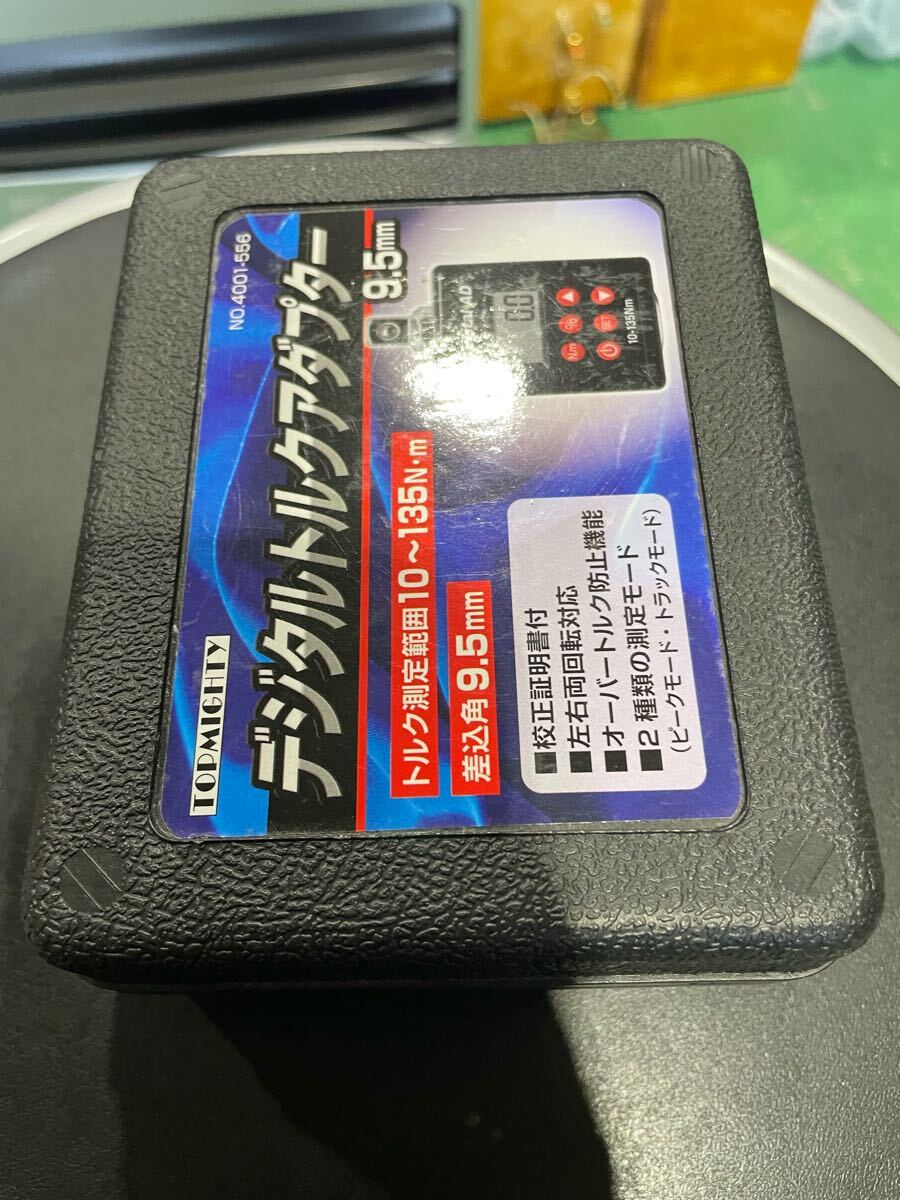 TOPMIGHTY
NO.4001-556
デジタルトルクアダプター
9.5mm
トルク測定範囲10～135N・m
差込角9.5mm
■校正証明書付
■左右両回転対応
■オーバートルク防止機能
■2種類の測定モード
（ピークモード・トラックモード）
N.m % ▲
SET ▼
10-135Nm